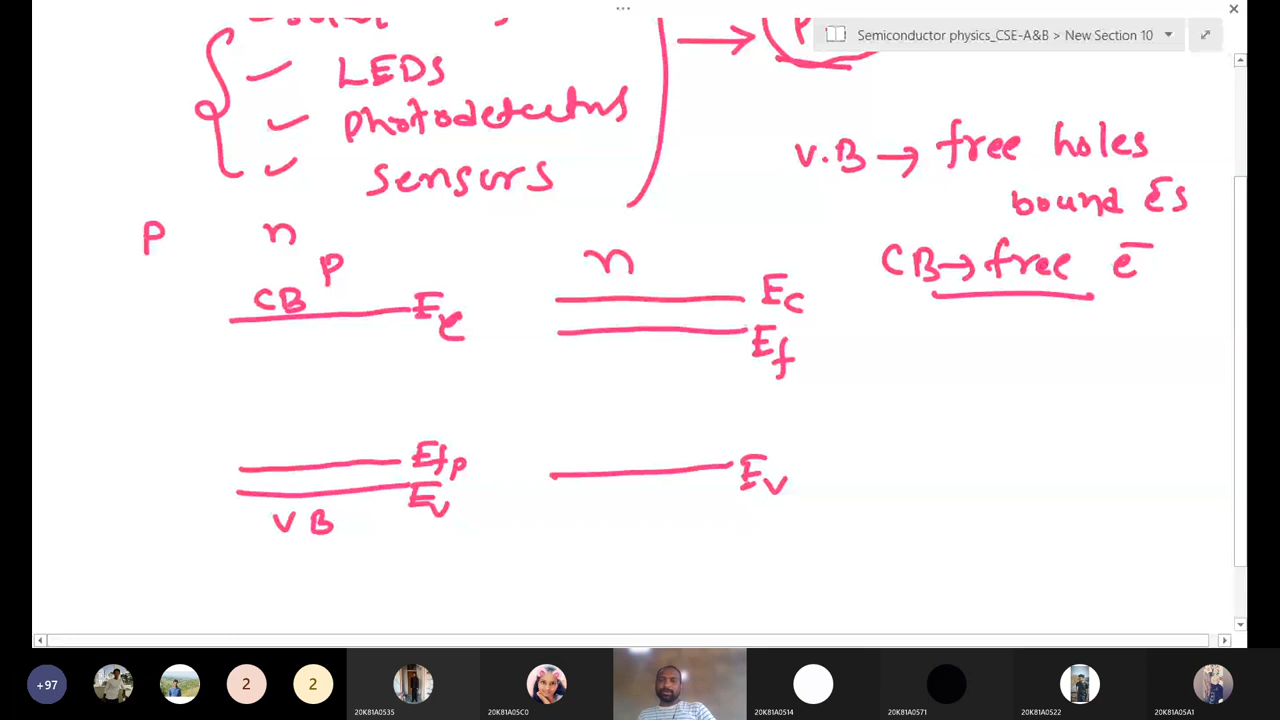 Semiconductor physics_CSE-A&B > New Section 10
LEDS
photodetectors
sensors
V.B → free holes
bound Es
CB → free e⁻
P n
P n
CB Ec Ec
Ef
Efp
Ev Ev
VB
+97
2
2
20K81A0535
20K81A05C0
20K81A0514
20K81A0571
20K81A0522
20K81A05A1